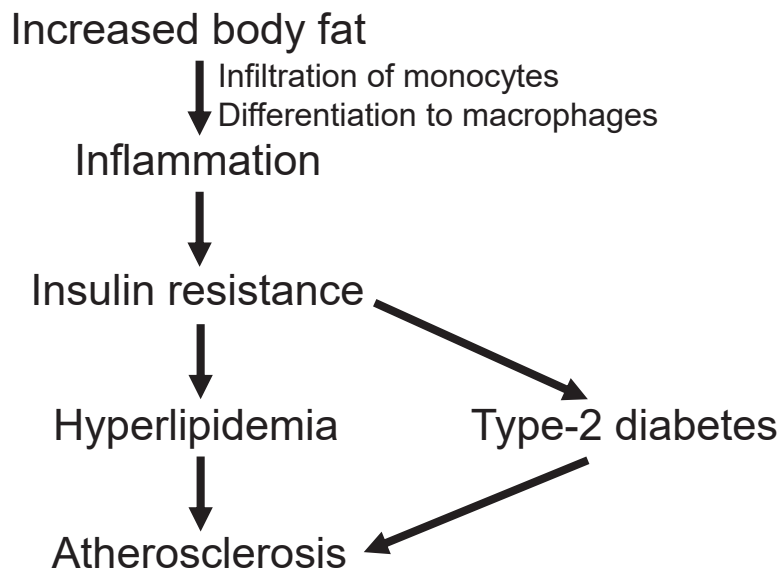 Increased body fat
Infiltration of monocytes
Differentiation to macrophages
Inflammation
Insulin resistance
Hyperlipidemia
Type-2 diabetes
Atherosclerosis